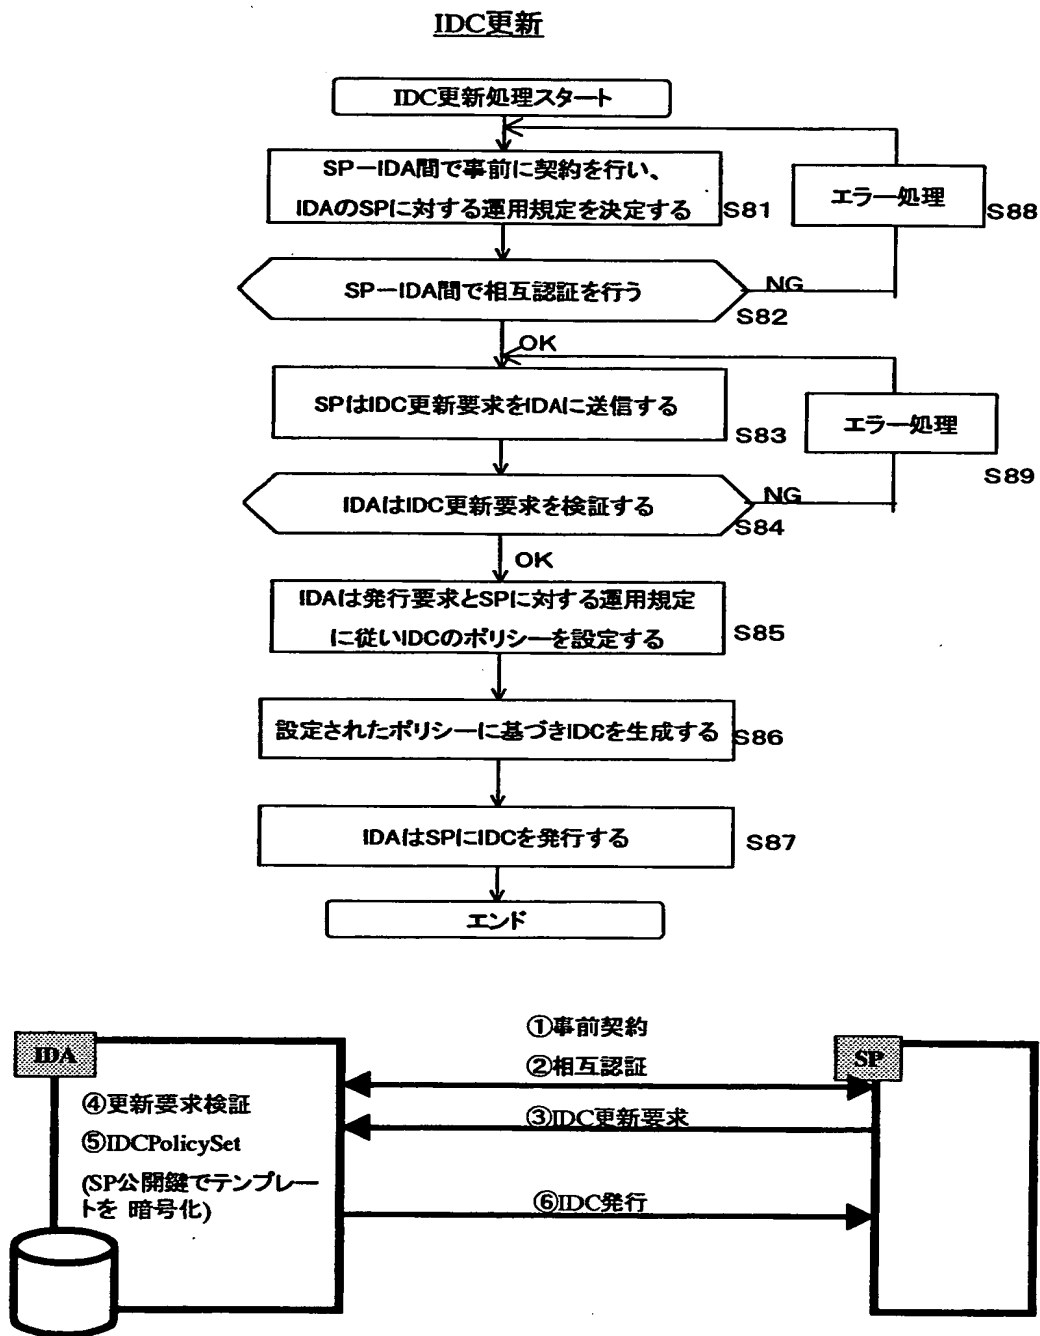 IDC更新
IDC更新処理スタート
SP－IDA間で事前に契約を行い、
IDAのSPに対する運用規定を決定する
S81
エラー処理
S88
SP－IDA間で相互認証を行う
NG
S82
OK
SPはIDC更新要求をIDAに送信する
S83
エラー処理
S89
IDAはIDC更新要求を検証する
NG
S84
OK
IDAは発行要求とSPに対する運用規定
に従いIDCのポリシーを設定する
S85
設定されたポリシーに基づきIDCを生成する
S86
IDAはSPにIDCを発行する
S87
エンド
IDA
④更新要求検証
⑤IDCPolicySet
(SP公開鍵でテンプレー
トを 暗号化)
①事前契約
②相互認証
③IDC更新要求
⑥IDC発行
SP